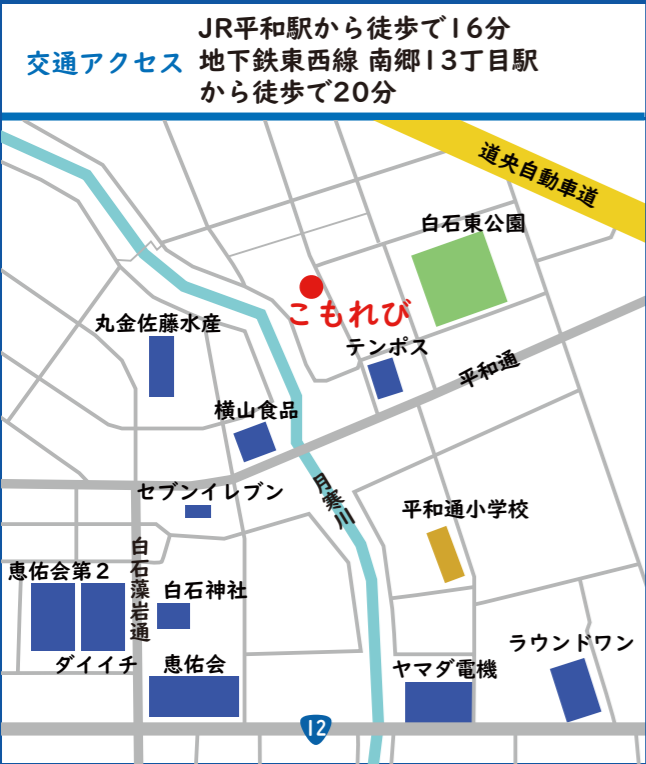 交通アクセス
JR平和駅から徒歩で16分
地下鉄東西線 南郷13丁目駅
から徒歩で20分
道央自動車道
白石東公園
こもれび
丸金佐藤水産
テンポス
平和通
横山食品
セブンイレブン
月寒川
平和通小学校
白石藻岩通
恵佑会第2
白石神社
ダイイチ
恵佑会
ヤマダ電機
ラウンドワン
12